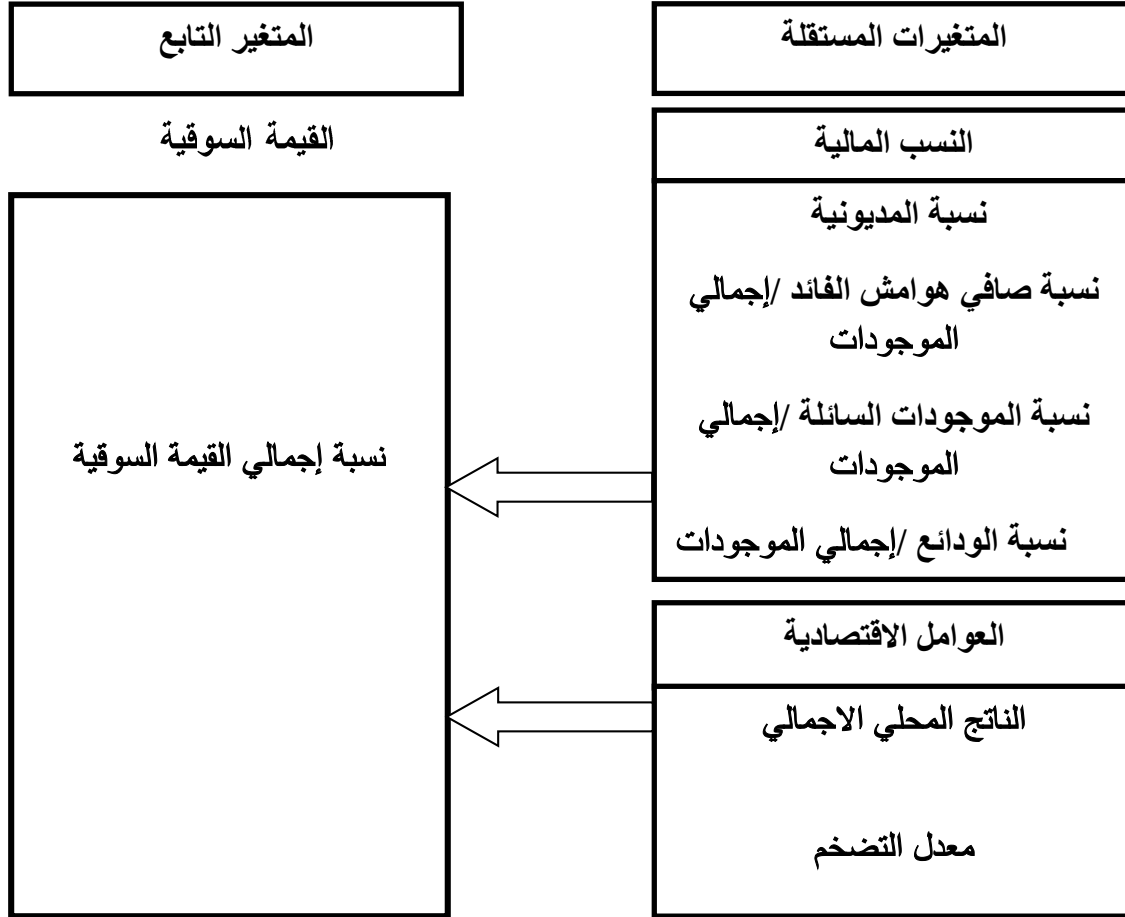 المتغيرات المستقلة
المتغير التابع
النسب المالية
نسبة المديونية
نسبة صافي هوامش الفائد /إجمالي
الموجودات
نسبة الموجودات السائلة /إجمالي
الموجودات
نسبة الودائع /إجمالي الموجودات
العوامل الاقتصادية
الناتج المحلي الاجمالي
معدل التضخم
القيمة السوقية
نسبة إجمالي القيمة السوقية